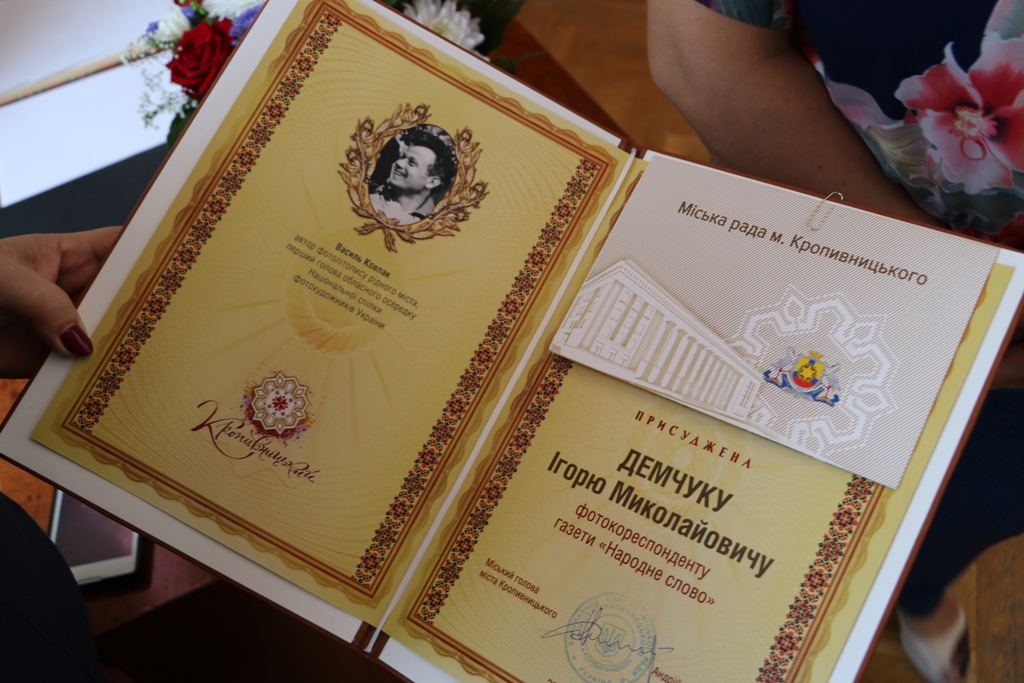 Василь Ковпак
автор фотолітопису рідного міста,
перший голова обласного осередку
Національної спілки
фотохудожників України
Кропивницький
Міська рада м. Кропивницького
ПРИСУДЖЕНА
ДЕМЧУКУ
Ігорю Миколайовичу
фотокореспонденту
газети «Народне слово»
Міський голова
міста Кропивницького
Андрій